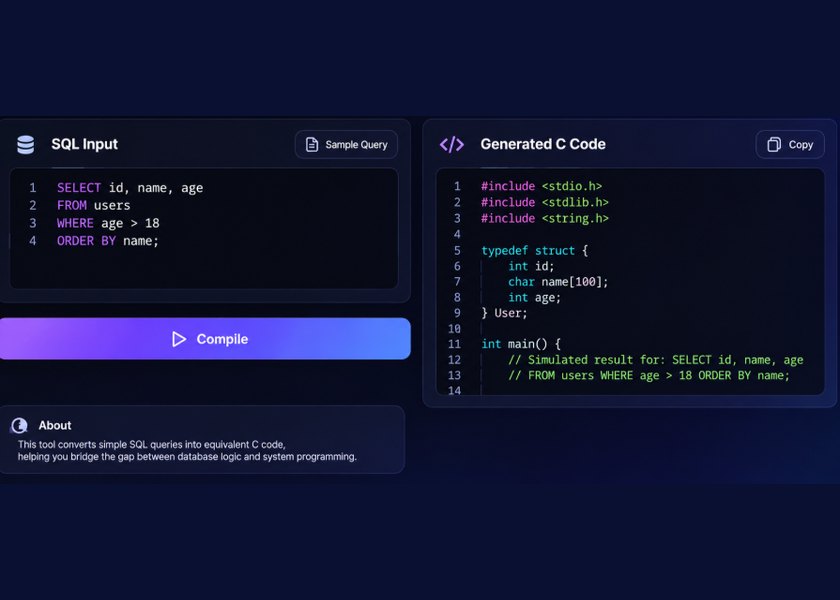 SQL Input
Sample Query
1 SELECT id, name, age
2 FROM users
3 WHERE age > 18
4 ORDER BY name;
Compile
About
This tool converts simple SQL queries into equivalent C code,
helping you bridge the gap between database logic and system programming.
</> Generated C Code
Copy
1 #include <stdio.h>
2 #include <stdlib.h>
3 #include <string.h>
4
5 typedef struct {
6     int id;
7     char name[100];
8     int age;
9 } User;
10
11 int main() {
12     // Simulated result for: SELECT id, name, age
13     // FROM users WHERE age > 18 ORDER BY name;
14